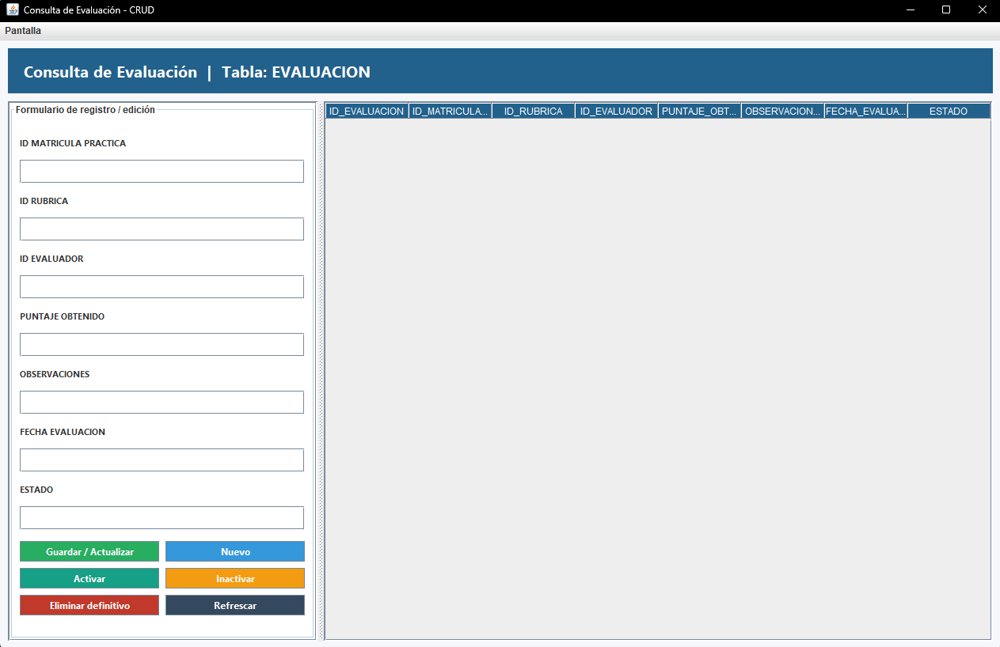 Consulta de Evaluación - CRUD
Pantalla
Consulta de Evaluación | Tabla: EVALUACION
Formulario de registro / edición
ID MATRICULA PRACTICA
ID RUBRICA
ID EVALUADOR
PUNTAJE OBTENIDO
OBSERVACIONES
FECHA EVALUACION
ESTADO
Guardar / Actualizar Nuevo
Activar Inactivar
Eliminar definitivo Refrescar
ID_EVALUACION ID_MATRICULA... ID_RUBRICA ID_EVALUADOR PUNTAJE_OBT... OBSERVACION... FECHA_EVALUA... ESTADO